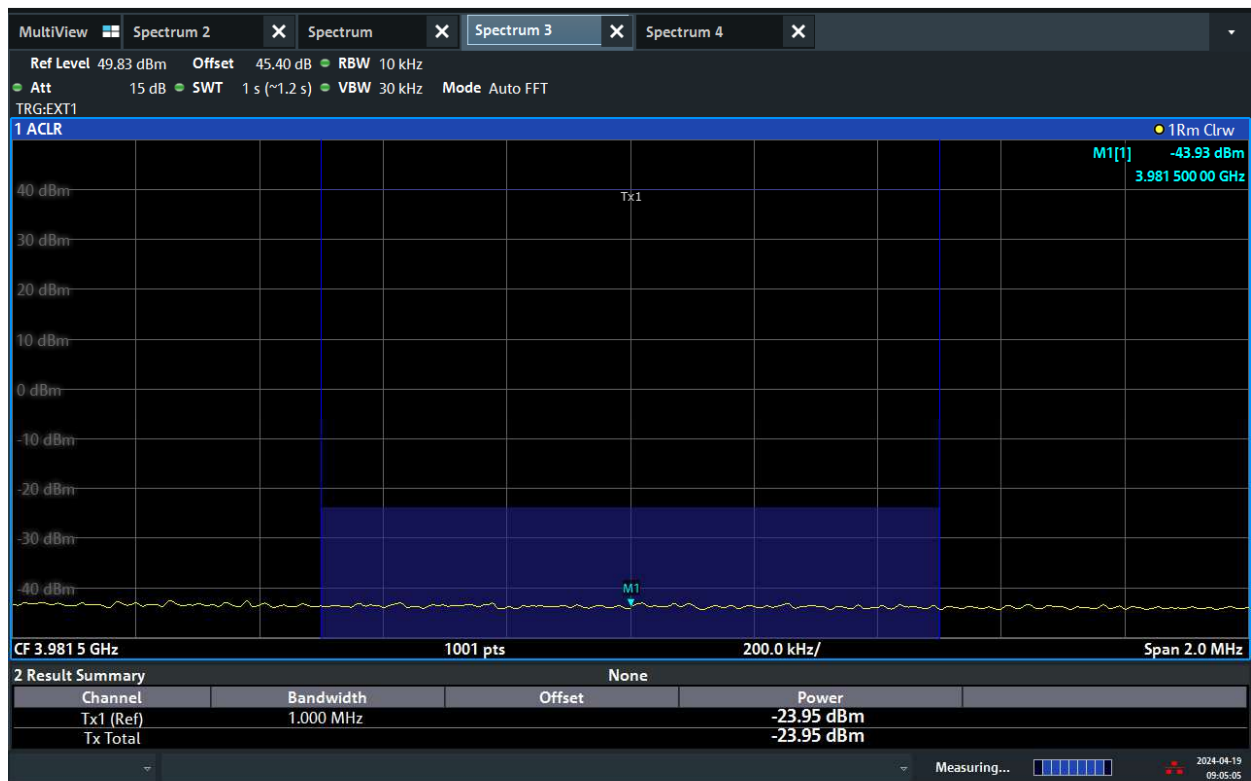 MultiView Spectrum 2 Spectrum Spectrum 3 Spectrum 4
Ref Level 49.83 dBm Offset 45.40 dB RBW 10 kHz
Att 15 dB SWT 1 s (~1.2 s) VBW 30 kHz Mode Auto FFT
TRG:EXT1
1 ACLR 1Rm Clrw
M1[1] -43.93 dBm
3.981 500 00 GHz
40 dBm
Tx1
30 dBm
20 dBm
10 dBm
0 dBm
-10 dBm
-20 dBm
-30 dBm
-40 dBm
M1
CF 3.981 5 GHz 1001 pts 200.0 kHz/ Span 2.0 MHz
2 Result Summary None
Channel Bandwidth Offset Power
Tx1 (Ref) 1.000 MHz -23.95 dBm
Tx Total -23.95 dBm
Measuring... 2024-04-19
09:05:05